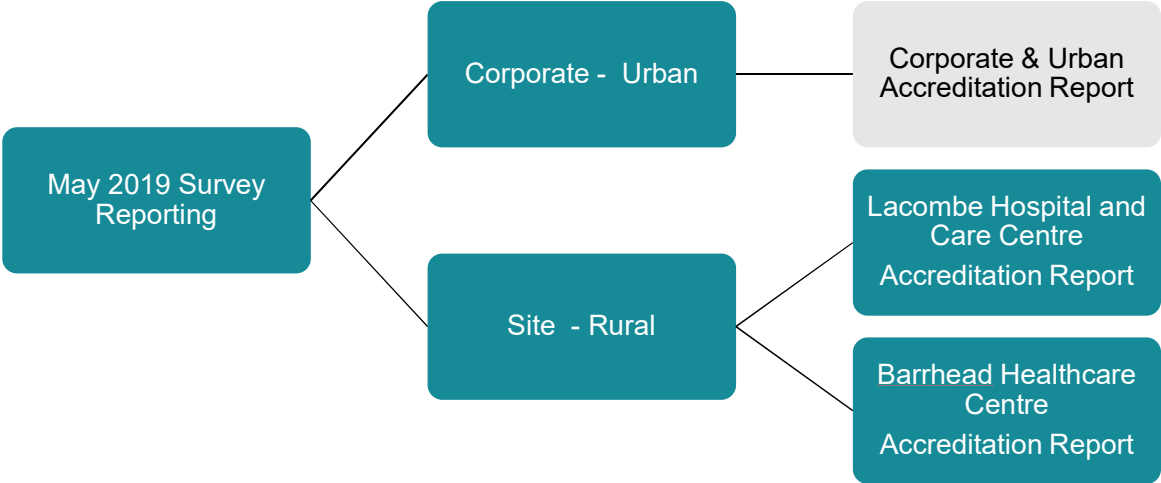 May 2019 Survey
Reporting
Corporate -  Urban
Corporate & Urban
Accreditation Report
Site  - Rural
Lacombe Hospital and
Care Centre
Accreditation Report
Barrhead Healthcare
Centre
Accreditation Report